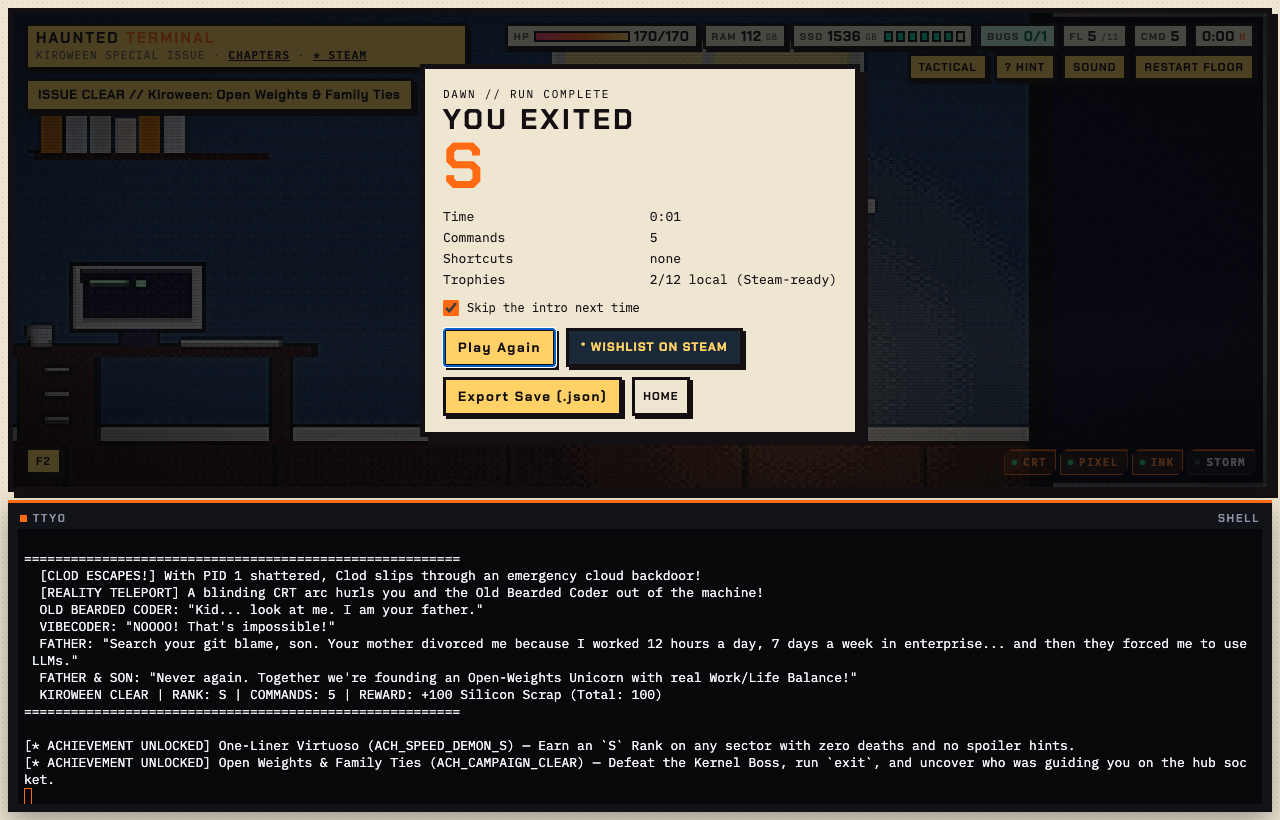 HAUNTED TERMINAL
KIROWEEN SPECIAL ISSUE · CHAPTERS · * STEAM
HP 170/170 RAM 112 GB SSD 1536 GB BUGS 0/1 FL 5 /11 CMD 5 0:00 II
TACTICAL ? HINT SOUND RESTART FLOOR
ISSUE CLEAR // Kiroween: Open Weights & Family Ties
DAWN // RUN COMPLETE
YOU EXITED
S
Time 0:01
Commands 5
Shortcuts none
Trophies 2/12 local (Steam-ready)
Skip the intro next time
Play Again * WISHLIST ON STEAM
Export Save (.json) HOME
F2
CRT PIXEL INK STORM
TTY0 SHELL
========================================================
[CLOD ESCAPES!] With PID 1 shattered, Clod slips through an emergency cloud backdoor!
[REALITY TELEPORT] A blinding CRT arc hurls you and the Old Bearded Coder out of the machine!
OLD BEARDED CODER: "Kid... look at me. I am your father."
VIBECODER: "NOOOO! That's impossible!"
FATHER: "Search your git blame, son. Your mother divorced me because I worked 12 hours a day, 7 days a week in enterprise... and then they forced me to use
LLMs."
FATHER & SON: "Never again. Together we're founding an Open-Weights Unicorn with real Work/Life Balance!"
KIROWEEN CLEAR | RANK: S | COMMANDS: 5 | REWARD: +100 Silicon Scrap (Total: 100)
========================================================
[* ACHIEVEMENT UNLOCKED] One-Liner Virtuoso (ACH_SPEED_DEMON_S) — Earn an `S` Rank on any sector with zero deaths and no spoiler hints.
[* ACHIEVEMENT UNLOCKED] Open Weights & Family Ties (ACH_CAMPAIGN_CLEAR) — Defeat the Kernel Boss, run `exit`, and uncover who was guiding you on the hub soc
ket.